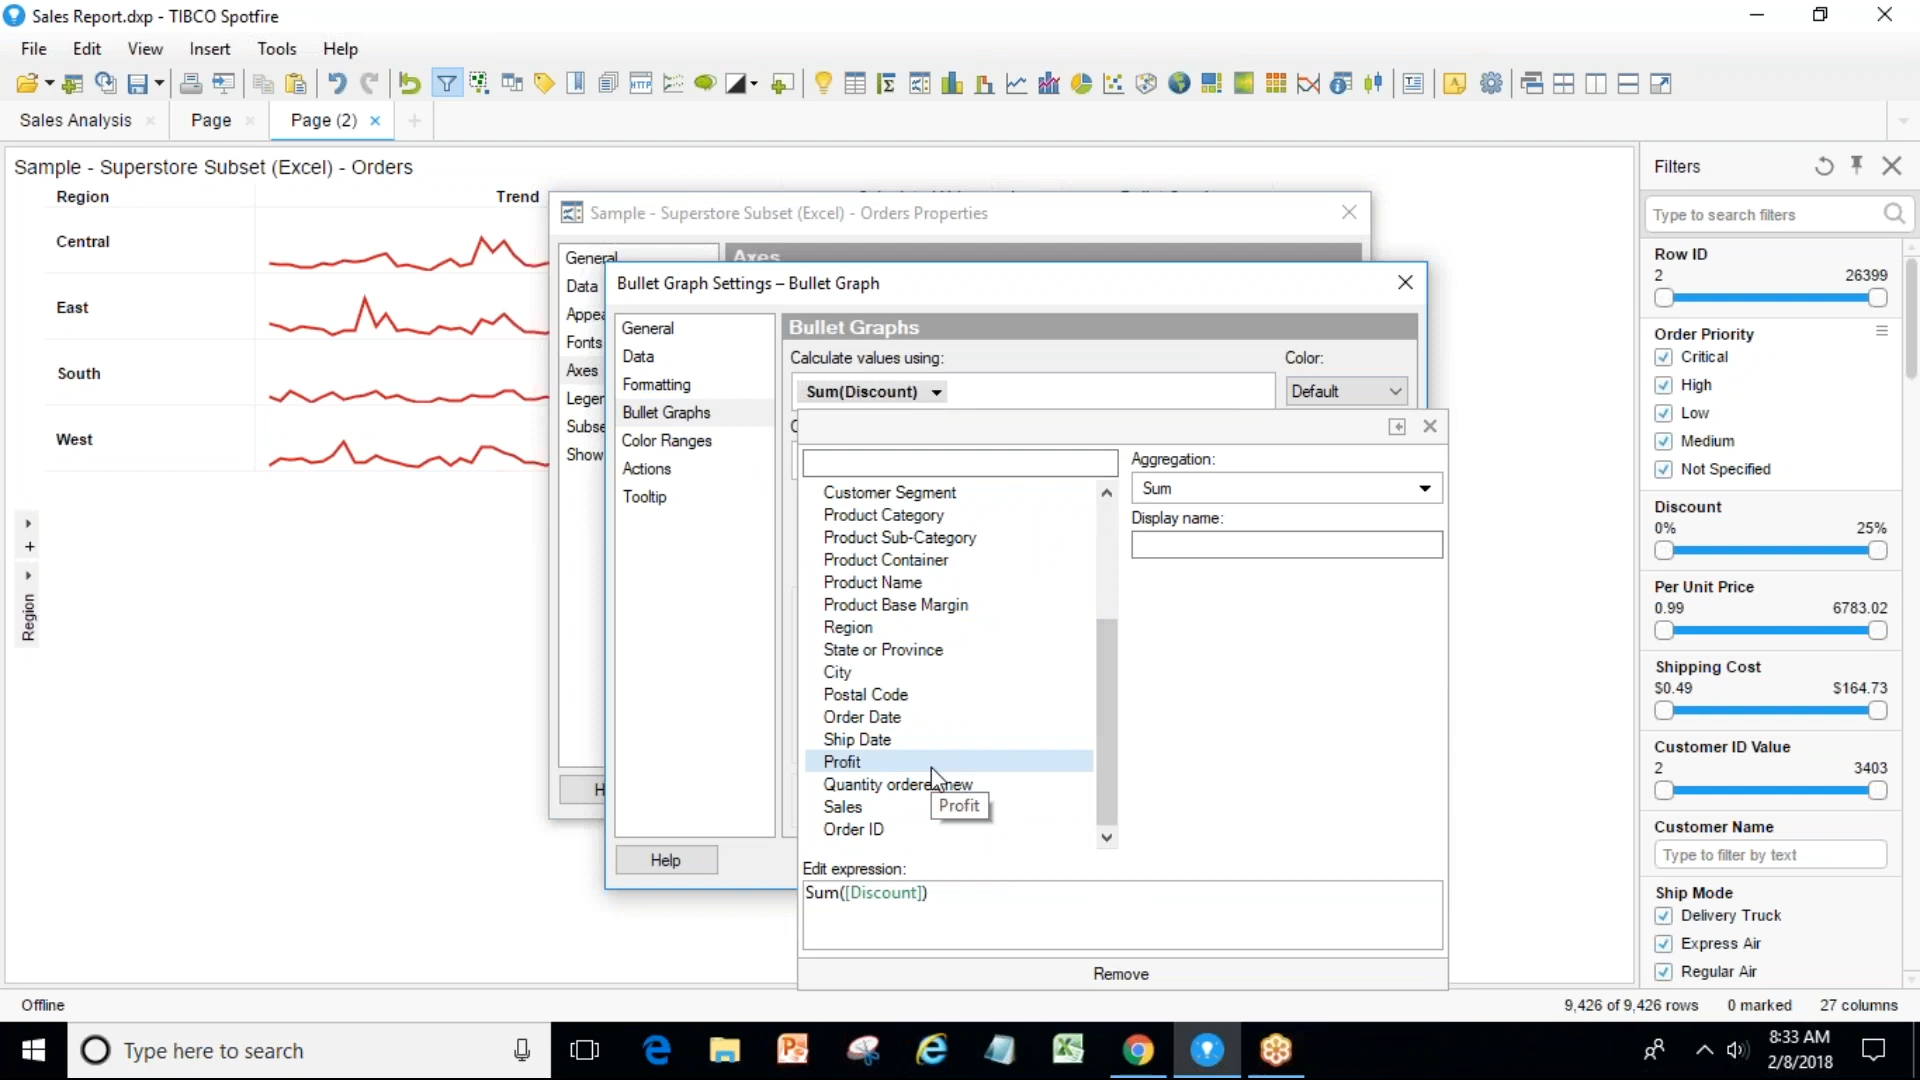 Sales Report.dxp - TIBCO Spotfire
File Edit View Insert Tools Help
Sales Analysis Page Page (2)
Sample - Superstore Subset (Excel) - Orders
Region Trend
Central
East
South
West
Region
Sample - Superstore Subset (Excel) - Orders Properties
General
Data
Fonts
Axes
Axes
Bullet Graph Settings – Bullet Graph
General
Data
Formatting
Bullet Graphs
Color Ranges
Actions
Tooltip
Help
Bullet Graphs
Calculate values using: Color:
Sum(Discount) Default
Customer Segment
Product Category
Product Sub-Category
Product Container
Product Name
Product Base Margin
Region
State or Province
City
Postal Code
Order Date
Ship Date
Profit
Quantity ordered new
Profit
Sales
Order ID
Aggregation:
Sum
Display name:
Edit expression:
Sum([Discount])
Remove
Filters
Type to search filters
Row ID
2 26399
Order Priority
Critical
High
Low
Medium
Not Specified
Discount
0% 25%
Per Unit Price
0.99 6783.02
Shipping Cost
$0.49 $164.73
Customer ID Value
2 3403
Customer Name
Type to filter by text
Ship Mode
Delivery Truck
Express Air
Regular Air
Offline 9,426 of 9,426 rows 0 marked 27 columns
Type here to search
8:33 AM
2/8/2018